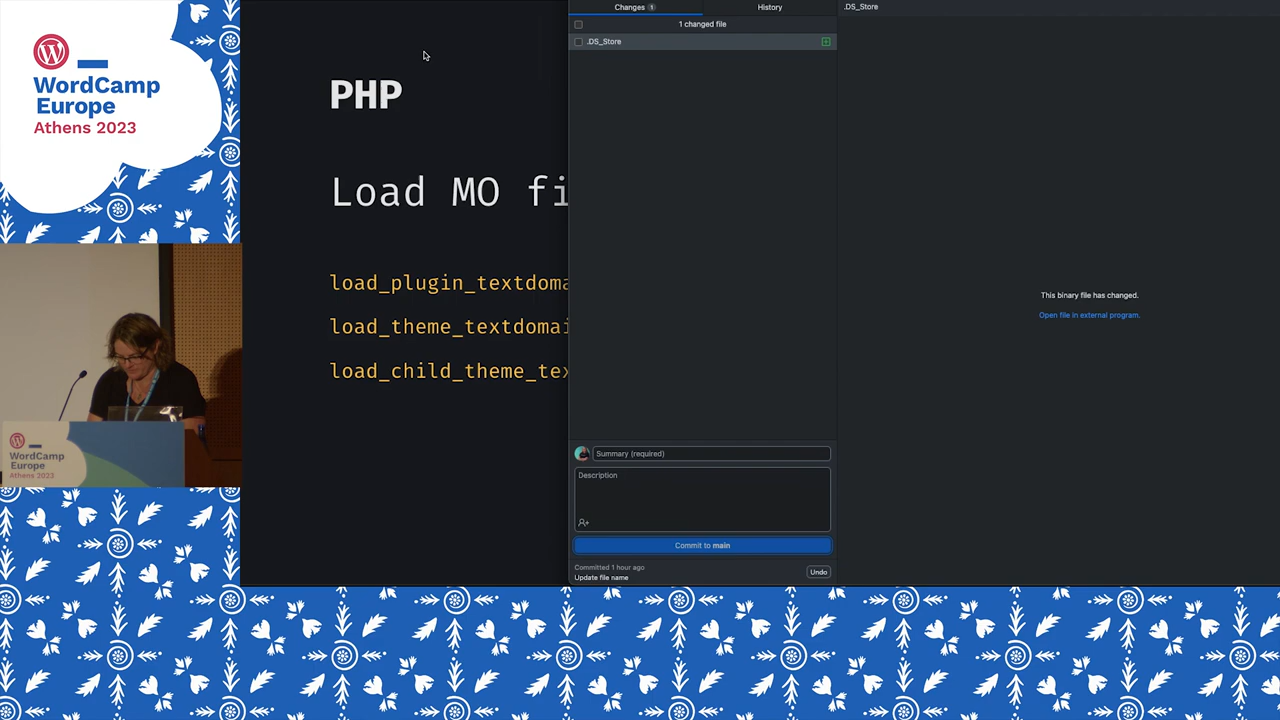 WordCamp
Europe
Athens 2023
PHP
Load MO fi
load_plugin_textdoma
load_theme_textdomai
load_child_theme_tex
Changes 1
History
1 changed file
.DS_Store
.DS_Store
This binary file has changed.
Open file in external program.
Summary (required)
Description
Commit to main
Committed 1 hour ago
Update file name
Undo
WordCamp
Europe
Athens 2023